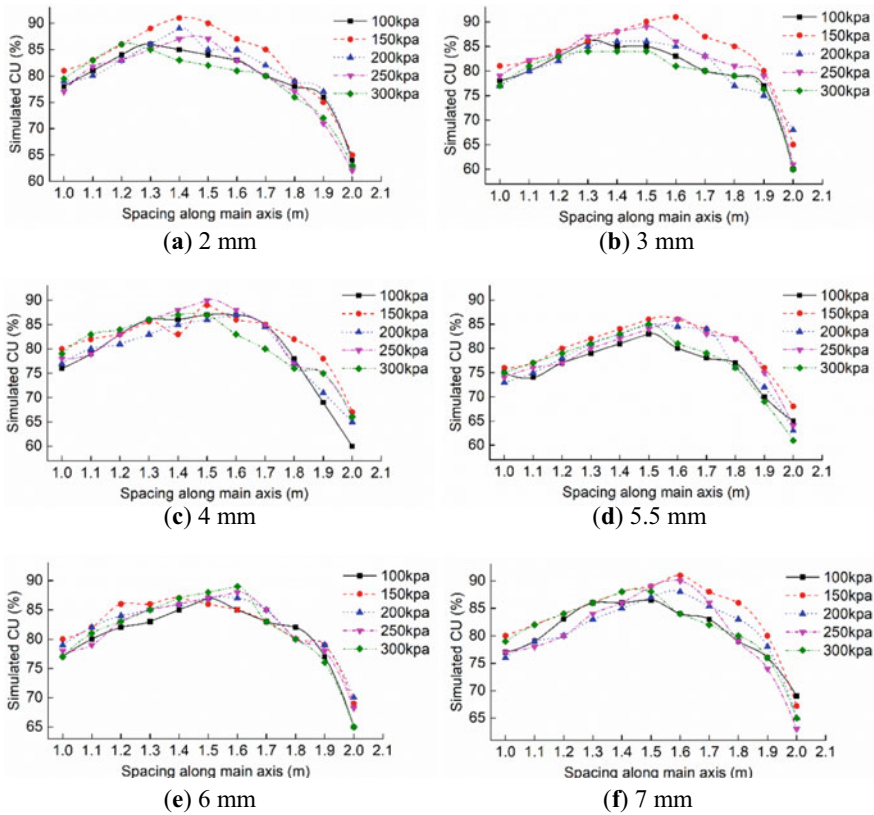 90
85
80
75
70
65
60
Simulated CU (%)
1.0 1.1 1.2 1.3 1.4 1.5 1.6 1.7 1.8 1.9 2.0 2.1
Spacing along main axis (m)
100kpa
150kpa
200kpa
250kpa
300kpa
(a) 2 mm
90
85
80
75
70
65
60
Simulated CU (%)
1.0 1.1 1.2 1.3 1.4 1.5 1.6 1.7 1.8 1.9 2.0 2.1
Spacing along main axis (m)
100kpa
150kpa
200kpa
250kpa
300kpa
(b) 3 mm
90
85
80
75
70
65
60
Simulated CU (%)
1.0 1.1 1.2 1.3 1.4 1.5 1.6 1.7 1.8 1.9 2.0 2.1
Spacing along main axis (m)
100kpa
150kpa
200kpa
250kpa
300kpa
(c) 4 mm
90
85
80
75
70
65
60
Simulated CU (%)
1.0 1.1 1.2 1.3 1.4 1.5 1.6 1.7 1.8 1.9 2.0 2.1
Spacing along main axis (m)
100kpa
150kpa
200kpa
250kpa
300kpa
(d) 5.5 mm
90
85
80
75
70
65
Simulated CU (%)
1.0 1.1 1.2 1.3 1.4 1.5 1.6 1.7 1.8 1.9 2.0 2.1
Spacing along main axis (m)
100kpa
150kpa
200kpa
250kpa
300kpa
(e) 6 mm
90
85
80
75
70
65
Simulated CU (%)
1.0 1.1 1.2 1.3 1.4 1.5 1.6 1.7 1.8 1.9 2.0 2.1
Spacing along main axis (m)
100kpa
150kpa
200kpa
250kpa
300kpa
(f) 7 mm